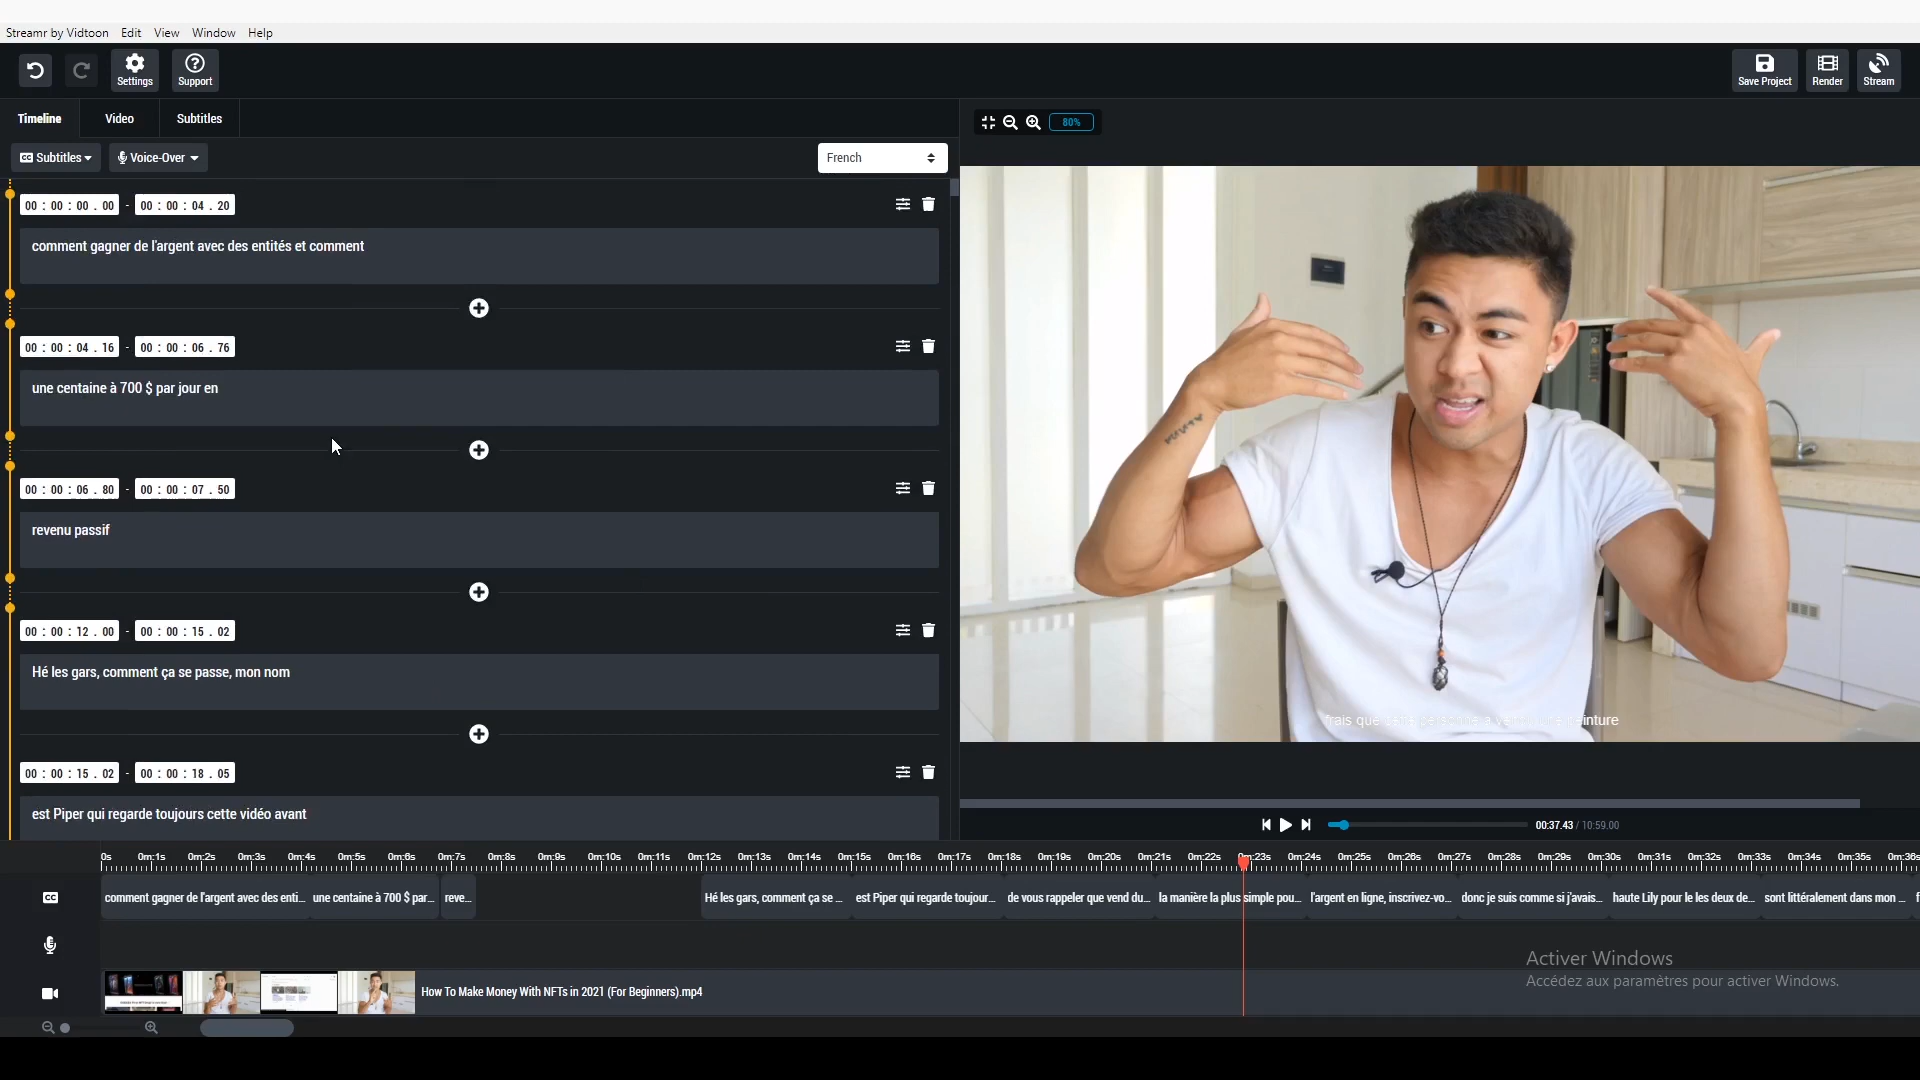 Streamr by Vidtoon Edit View Window Help
Settings Support Save Project Render Stream
Timeline Video Subtitles
80%
CC Subtitles Voice-Over French
00 : 00 : 00 . 00 - 00 : 00 : 04 . 20
comment gagner de l'argent avec des entités et comment
00 : 00 : 04 . 16 - 00 : 00 : 06 . 76
une centaine à 700 $ par jour en
00 : 00 : 06 . 80 - 00 : 00 : 07 . 50
revenu passif
00 : 00 : 12 . 00 - 00 : 00 : 15 . 02
Hé les gars, comment ça se passe, mon nom
00 : 00 : 15 . 02 - 00 : 00 : 18 . 05
est Piper qui regarde toujours cette vidéo avant
frais que
00:37.43 / 10:59.00
0s 0m:1s 0m:2s 0m:3s 0m:4s 0m:5s 0m:6s 0m:7s 0m:8s 0m:9s 0m:10s 0m:11s 0m:12s 0m:13s 0m:14s 0m:15s 0m:16s 0m:17s 0m:18s 0m:19s 0m:20s 0m:21s 0m:22s 0m:23s 0m:24s 0m:25s 0m:26s 0m:27s 0m:28s 0m:29s 0m:30s 0m:31s 0m:32s 0m:33s 0m:34s 0m:35s 0m:36s
CC comment gagner de l'argent avec des enti... une centaine à 700 $ par... reve... Hé les gars, comment ça se ... est Piper qui regarde toujour... de vous rappeler que vend du... la manière la plus simple pou... l'argent en ligne, inscrivez-vo... donc je suis comme si j'avais... haute Lily pour le les deux de... sont littéralement dans mon ... f
Activer Windows
Accédez aux paramètres pour activer Windows.
How To Make Money With NFTs in 2021 (For Beginners).mp4